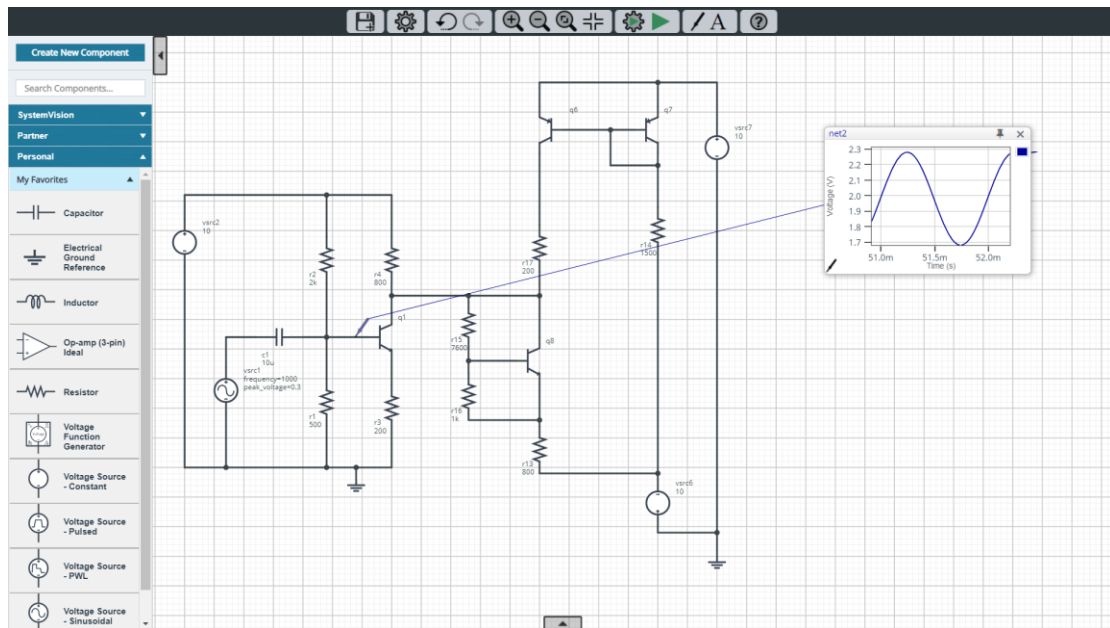 A
?
Create New Component
Search Components...
SystemVision
Partner
Personal
My Favorites
Capacitor
Electrical
Ground
Reference
Inductor
Op-amp (3-pin)
Ideal
Resistor
Voltage
Function
Generator
Voltage Source
- Constant
Voltage Source
- Pulsed
Voltage Source
- PWL
Voltage Source
- Sinusoidal
vsrc2
10
r2
2k
r4
800
c1
10u
vsrc1
frequency=1000
peak_voltage=0.3
r1
500
r3
200
q1
q6
q7
vsrc7
10
r17
200
r14
1500
r15
7600
q8
r16
1k
r13
800
vsrc6
10
net2
Voltage (V)
2.3
2.2
2.1
2.0
1.9
1.8
1.7
51.0m
51.5m
52.0m
Time (s)